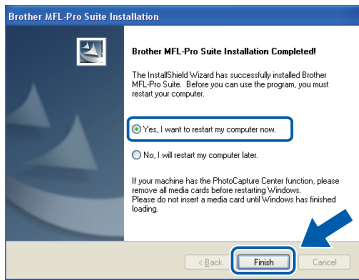 Brother MFL-Pro Suite Installation
Brother MFL-Pro Suite Installation Completed!
The InstallShield Wizard has successfully installed Brother
MFL-Pro Suite. Before you can use the program, you must
restart your computer.
Yes, I want to restart my computer now.
No, I will restart my computer later.
If your machine has the PhotoCapture Center function, please
remove all media cards before restarting Windows.
Please do not insert a media card until Windows has finished
loading.
< Back Finish Cancel